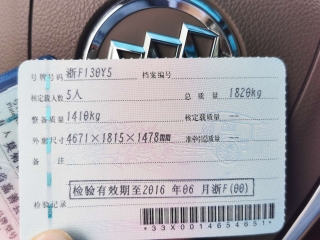 号牌号码 浙F130Y5 档案编号
核定载人数 5人 总质量 1820kg
整备质量 1410kg 核定载质量 --
外廓尺寸 4671×1815×1478mm 准牵引总质量 --
备注
检验有效期至2016年06月浙F(00)
检验记录
*33X0014654651*